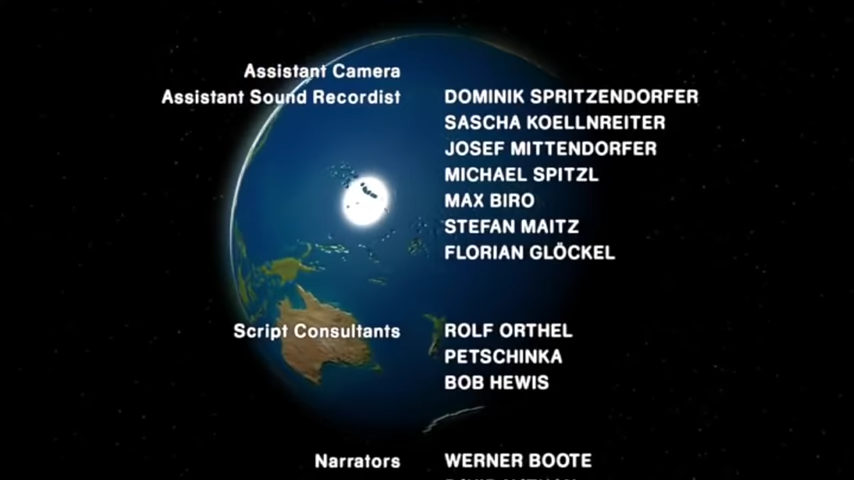 Assistant Camera
Assistant Sound Recordist DOMINIK SPRITZENDORFER
SASCHA KOELLNREITER
JOSEF MITTENDORFER
MICHAEL SPITZL
MAX BIRO
STEFAN MAITZ
FLORIAN GLÖCKEL
Script Consultants ROLF ORTHEL
PETSCHINKA
BOB HEWIS
Narrators WERNER BOOTE